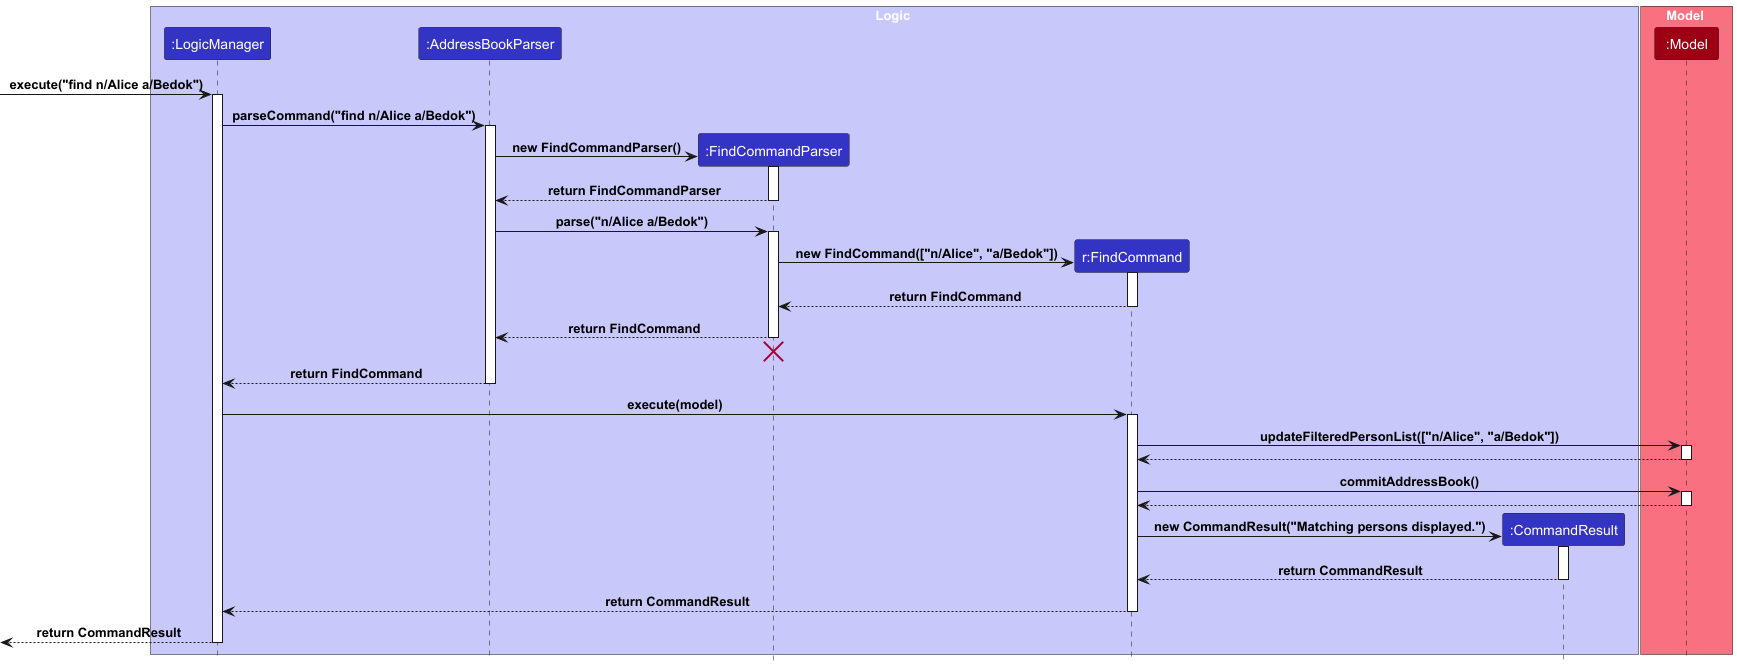 Logic
Model
:LogicManager
:AddressBookParser
:Model
execute("find n/Alice a/Bedok")
parseCommand("find n/Alice a/Bedok")
new FindCommandParser()
:FindCommandParser
return FindCommandParser
parse("n/Alice a/Bedok")
new FindCommand(["n/Alice", "a/Bedok"])
r:FindCommand
return FindCommand
return FindCommand
return FindCommand
execute(model)
updateFilteredPersonList(["n/Alice", "a/Bedok"])
commitAddressBook()
new CommandResult("Matching persons displayed.")
:CommandResult
return CommandResult
return CommandResult
return CommandResult